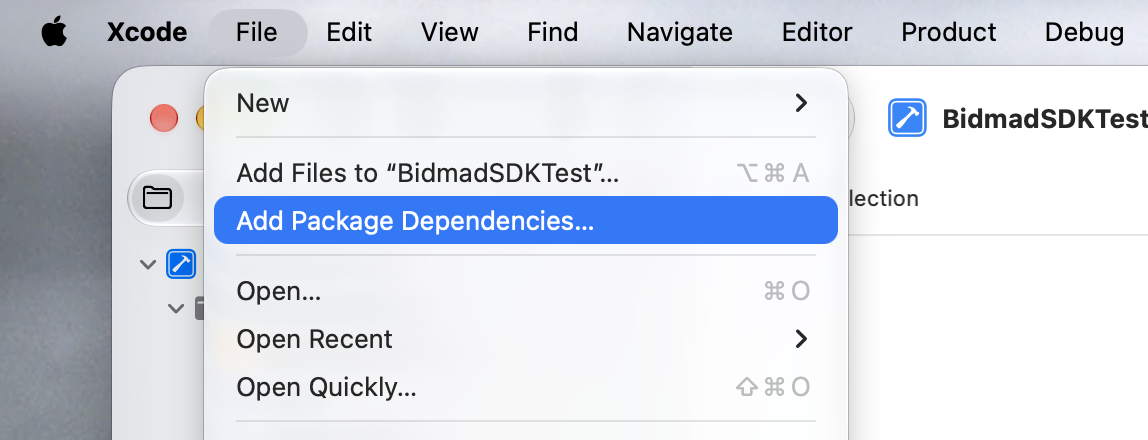 Xcode File Edit View Find Navigate Editor Product Debug
New
BidmadSDKTest
Add Files to “BidmadSDKTest”... ⌥⌘ A
lection
Add Package Dependencies...
Open... ⌘ O
Open Recent
Open Quickly... ⇧⌘ O